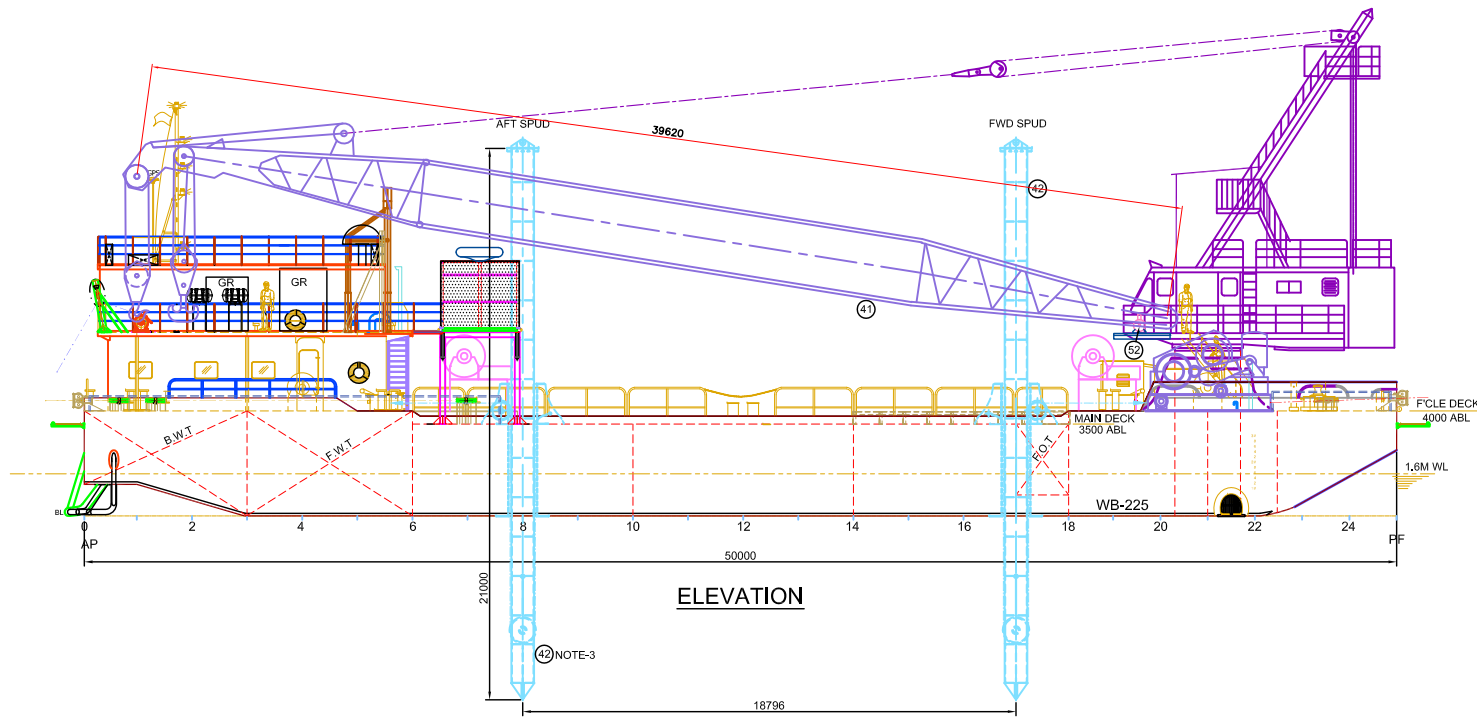 AFT SPUD
FWD SPUD
39620
GPS
42
GR
GR
41
52
F'CLE DECK
4000 ABL
MAIN DECK
3500 ABL
B.W.T
F.W.T
F.O.T
1.6M WL
WB-225
BL
0
2
4
6
8
10
12
14
16
18
20
22
24
AP
PF
50000
21000
ELEVATION
42 NOTE-3
18796